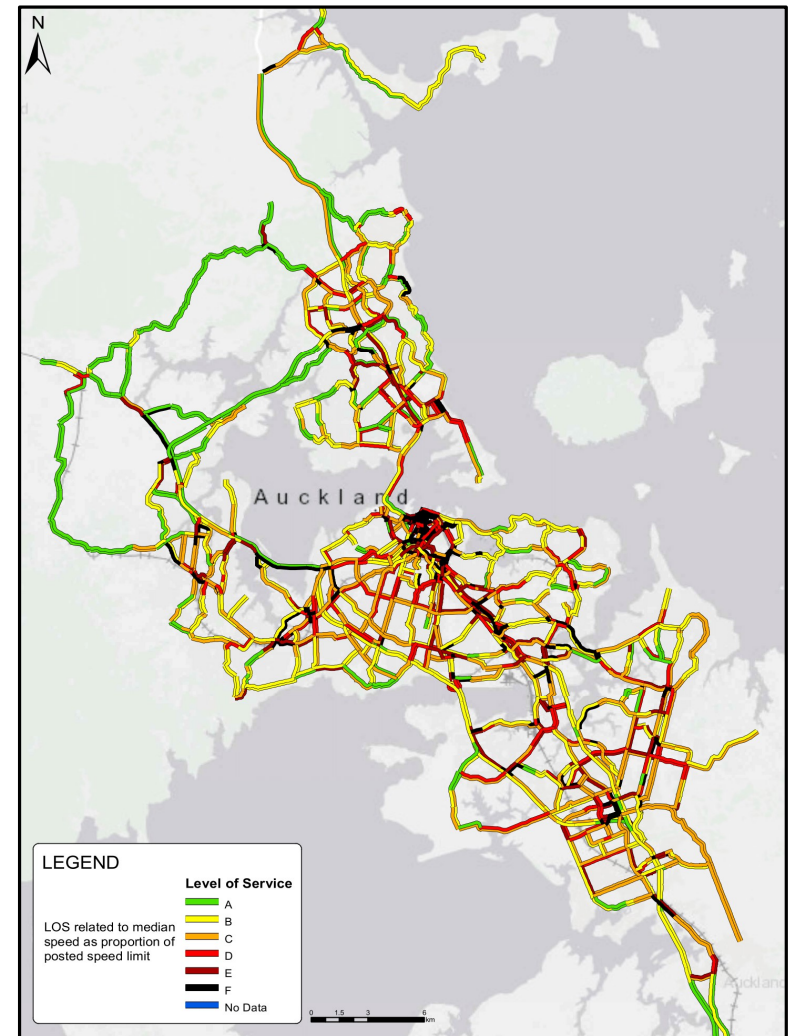 N
Auckland
LEGEND
Level of Service
LOS related to median
speed as proportion of
posted speed limit
A
B
C
D
E
F
No Data
0 1.5 3 6
km
Auckland